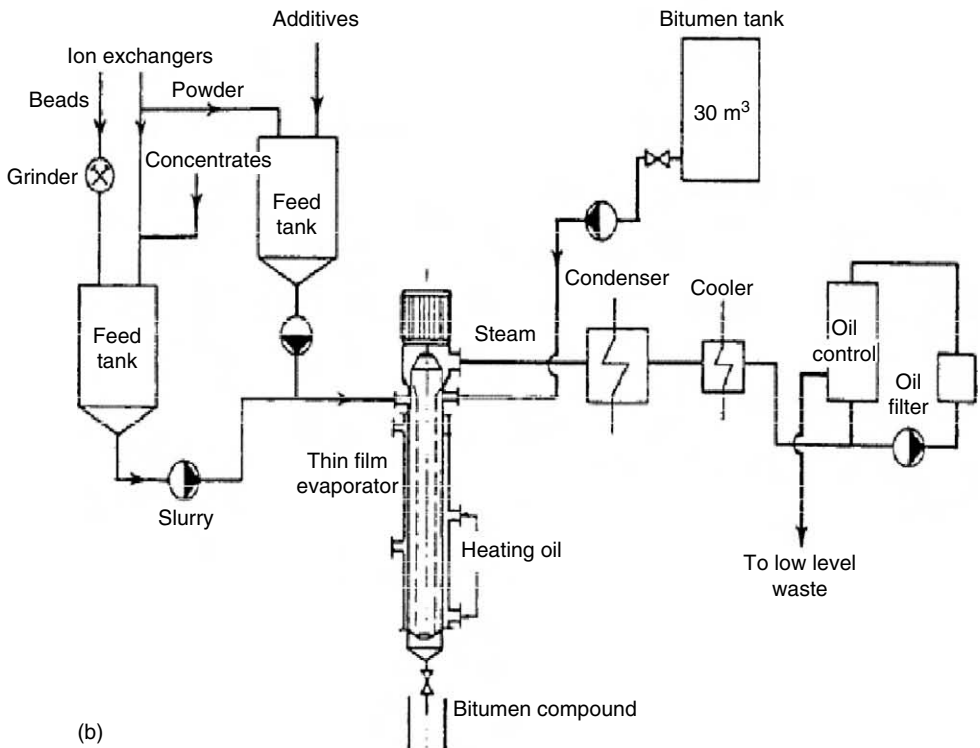 Additives
Bitumen tank
Ion exchangers
Beads
Powder
30 m³
Concentrates
Grinder
Feed
tank
Condenser
Cooler
Feed
tank
Steam
Oil
control
Oil
filter
Thin film
evaporator
Slurry
Heating oil
To low level
waste
Bitumen compound
(b)